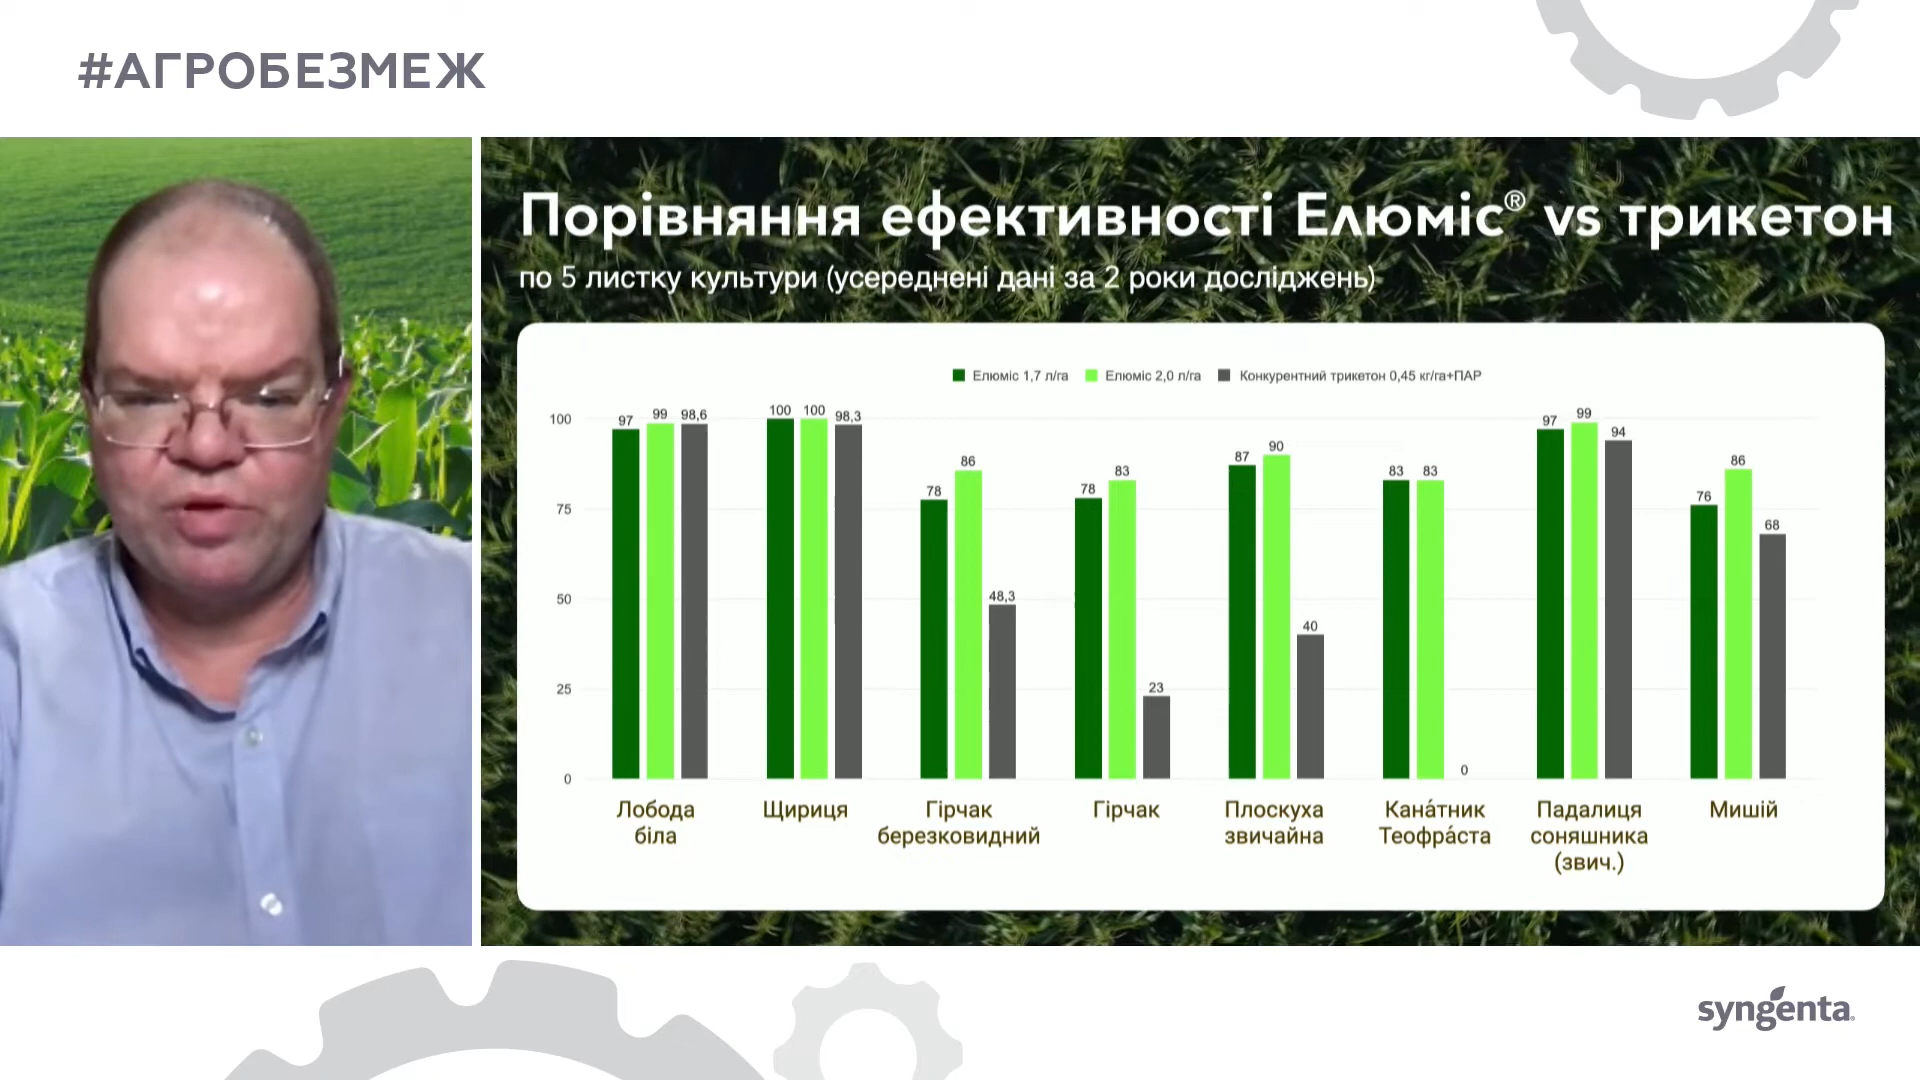 #АГРОБЕЗМЕЖ
Порівняння ефективності Елюміс® vs трикетон
по 5 листку культури (усереднені дані за 2 роки досліджень)
Елюміс 1,7 л/га Елюміс 2,0 л/га Конкурентний трикетон 0,45 кг/га+ПАР
100
75
50
25
0
97 99 98,6
100 100 98,3
78 86 48,3
78 83 23
87 90 40
83 83 0
97 99 94
76 86 68
Лобода
біла
Щириця
Гірчак
березковидний
Гірчак
Плоскуха
звичайна
Кана́тник
Теофра́ста
Падалиця
соняшника
(звич.)
Мишій
syngenta